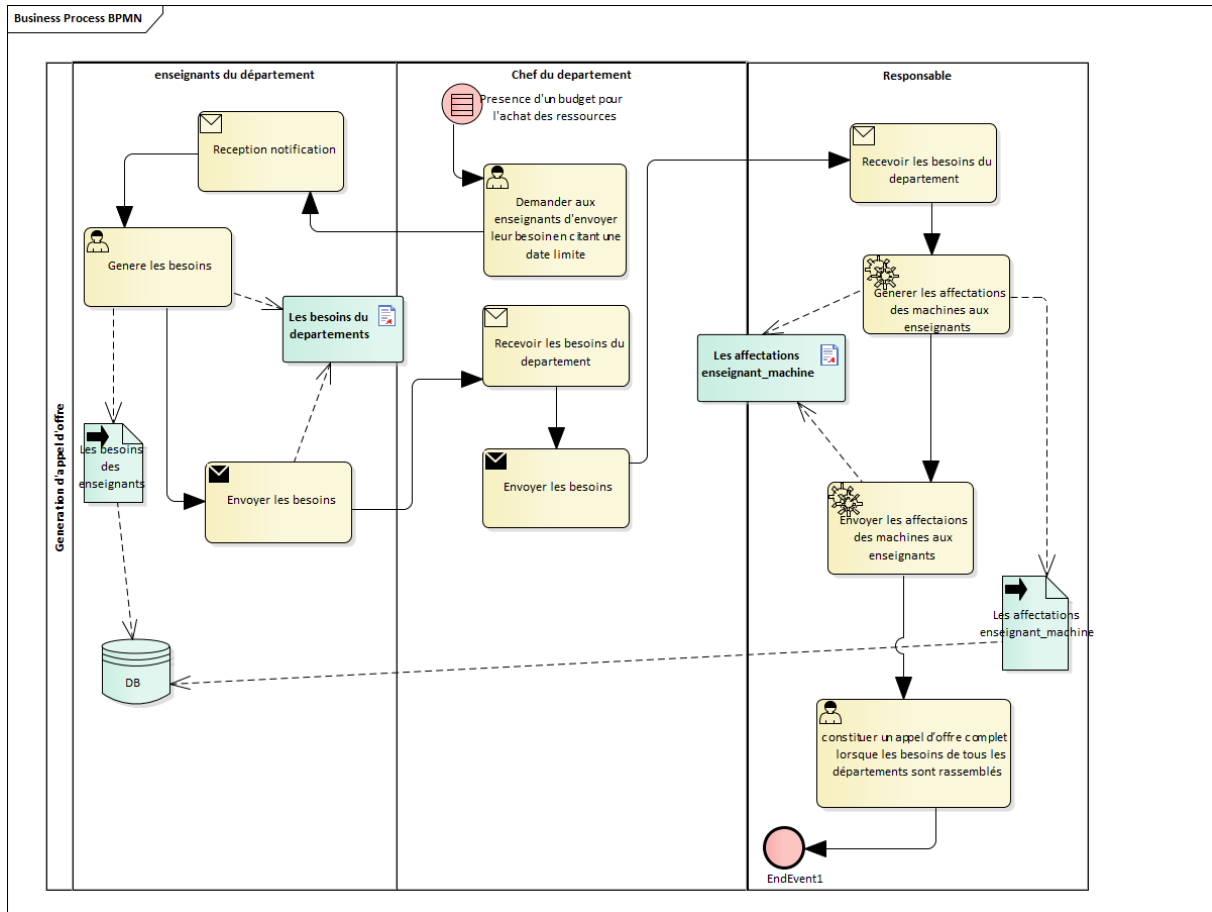 Business Process BPMN
Generation d'appel d'offre
enseignants du département
Chef du departement
Responsable
Reception notification
Genere les besoins
Les besoins du
departements
Les besoins
des
enseignants
Envoyer les besoins
DB
Presence d'un budget pour
l'achat des ressources
Demander aux
enseignants d'envoyer
leur besoin en citant une
date limite
Recevoir les besoins du
departement
Envoyer les besoins
Recevoir les besoins du
departement
Générer les affectations
des machines aux
enseignants
Les affectations
enseignant_machine
Envoyer les affectaions
des machines aux
enseignants
Les affectations
enseignant_machine
constituer un appel d'offre complet
lorsque les besoins de tous les
départements sont rassemblés
EndEvent1